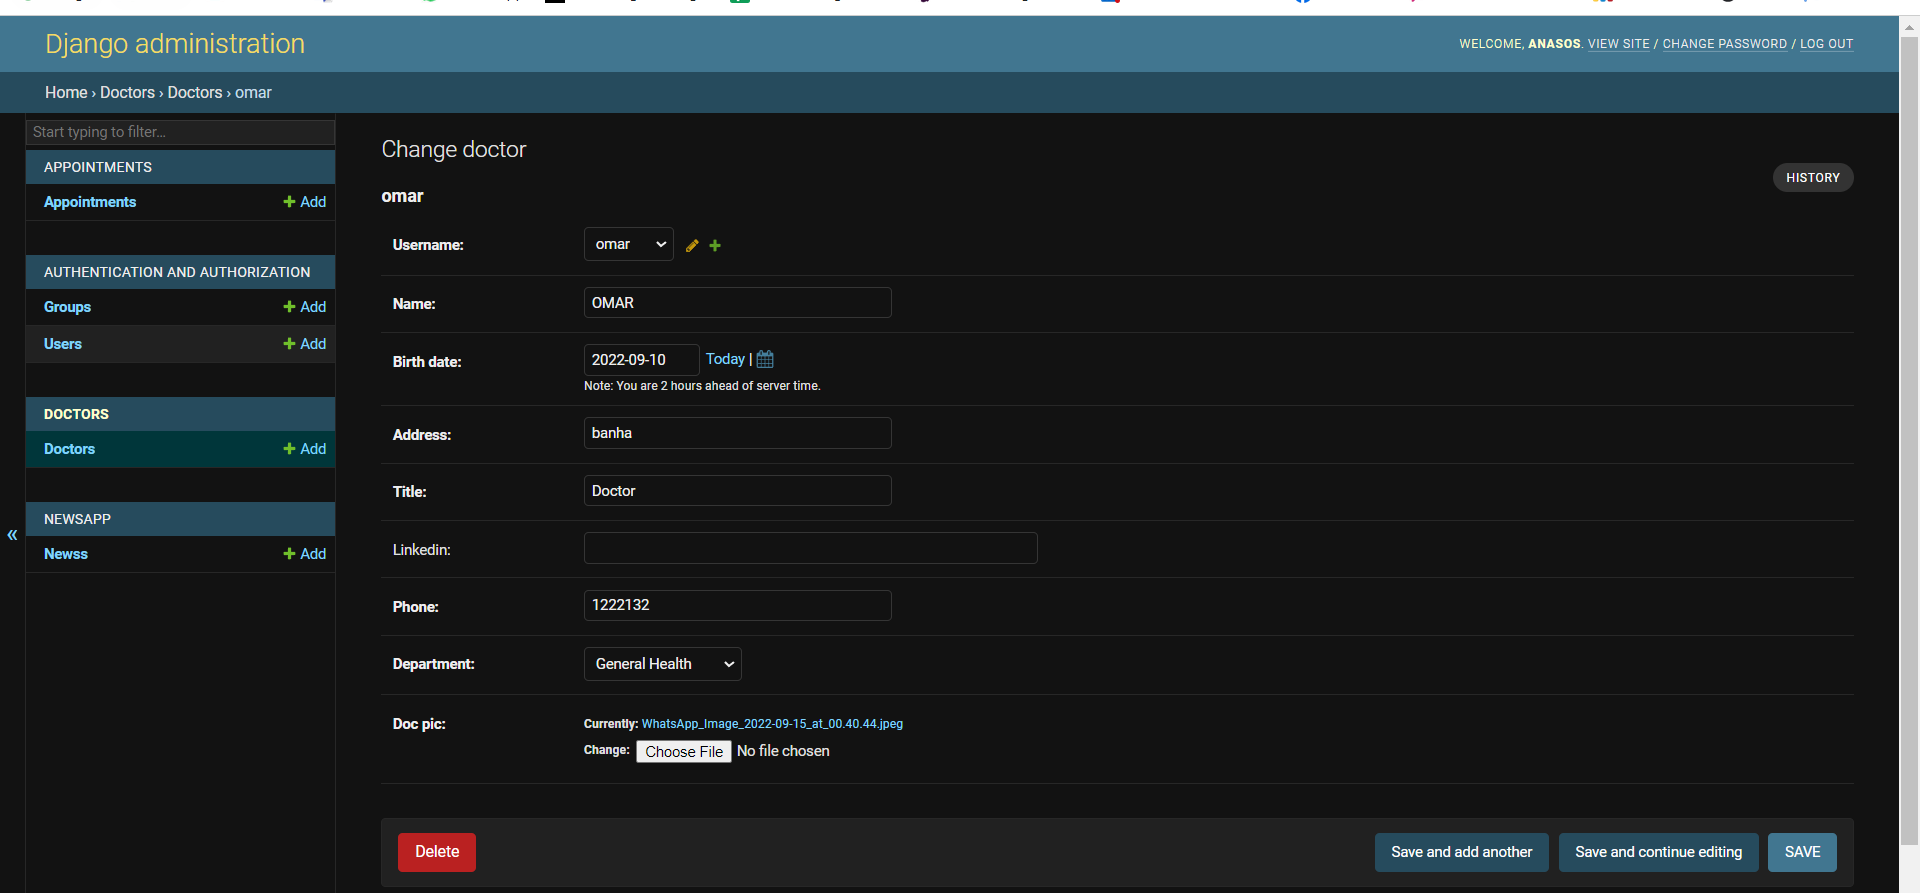 Django administration
WELCOME, ANASOS. VIEW SITE / CHANGE PASSWORD / LOG OUT
Home › Doctors › Doctors › omar
Start typing to filter...
APPOINTMENTS
Appointments + Add
AUTHENTICATION AND AUTHORIZATION
Groups + Add
Users + Add
DOCTORS
Doctors + Add
NEWSAPP
Newss + Add
«
Change doctor
HISTORY
omar
Username: omar
Name: OMAR
Birth date: 2022-09-10 Today |
Note: You are 2 hours ahead of server time.
Address: banha
Title: Doctor
Linkedin:
Phone: 1222132
Department: General Health
Doc pic: Currently: WhatsApp_Image_2022-09-15_at_00.40.44.jpeg
Change: Choose File No file chosen
Delete Save and add another Save and continue editing SAVE